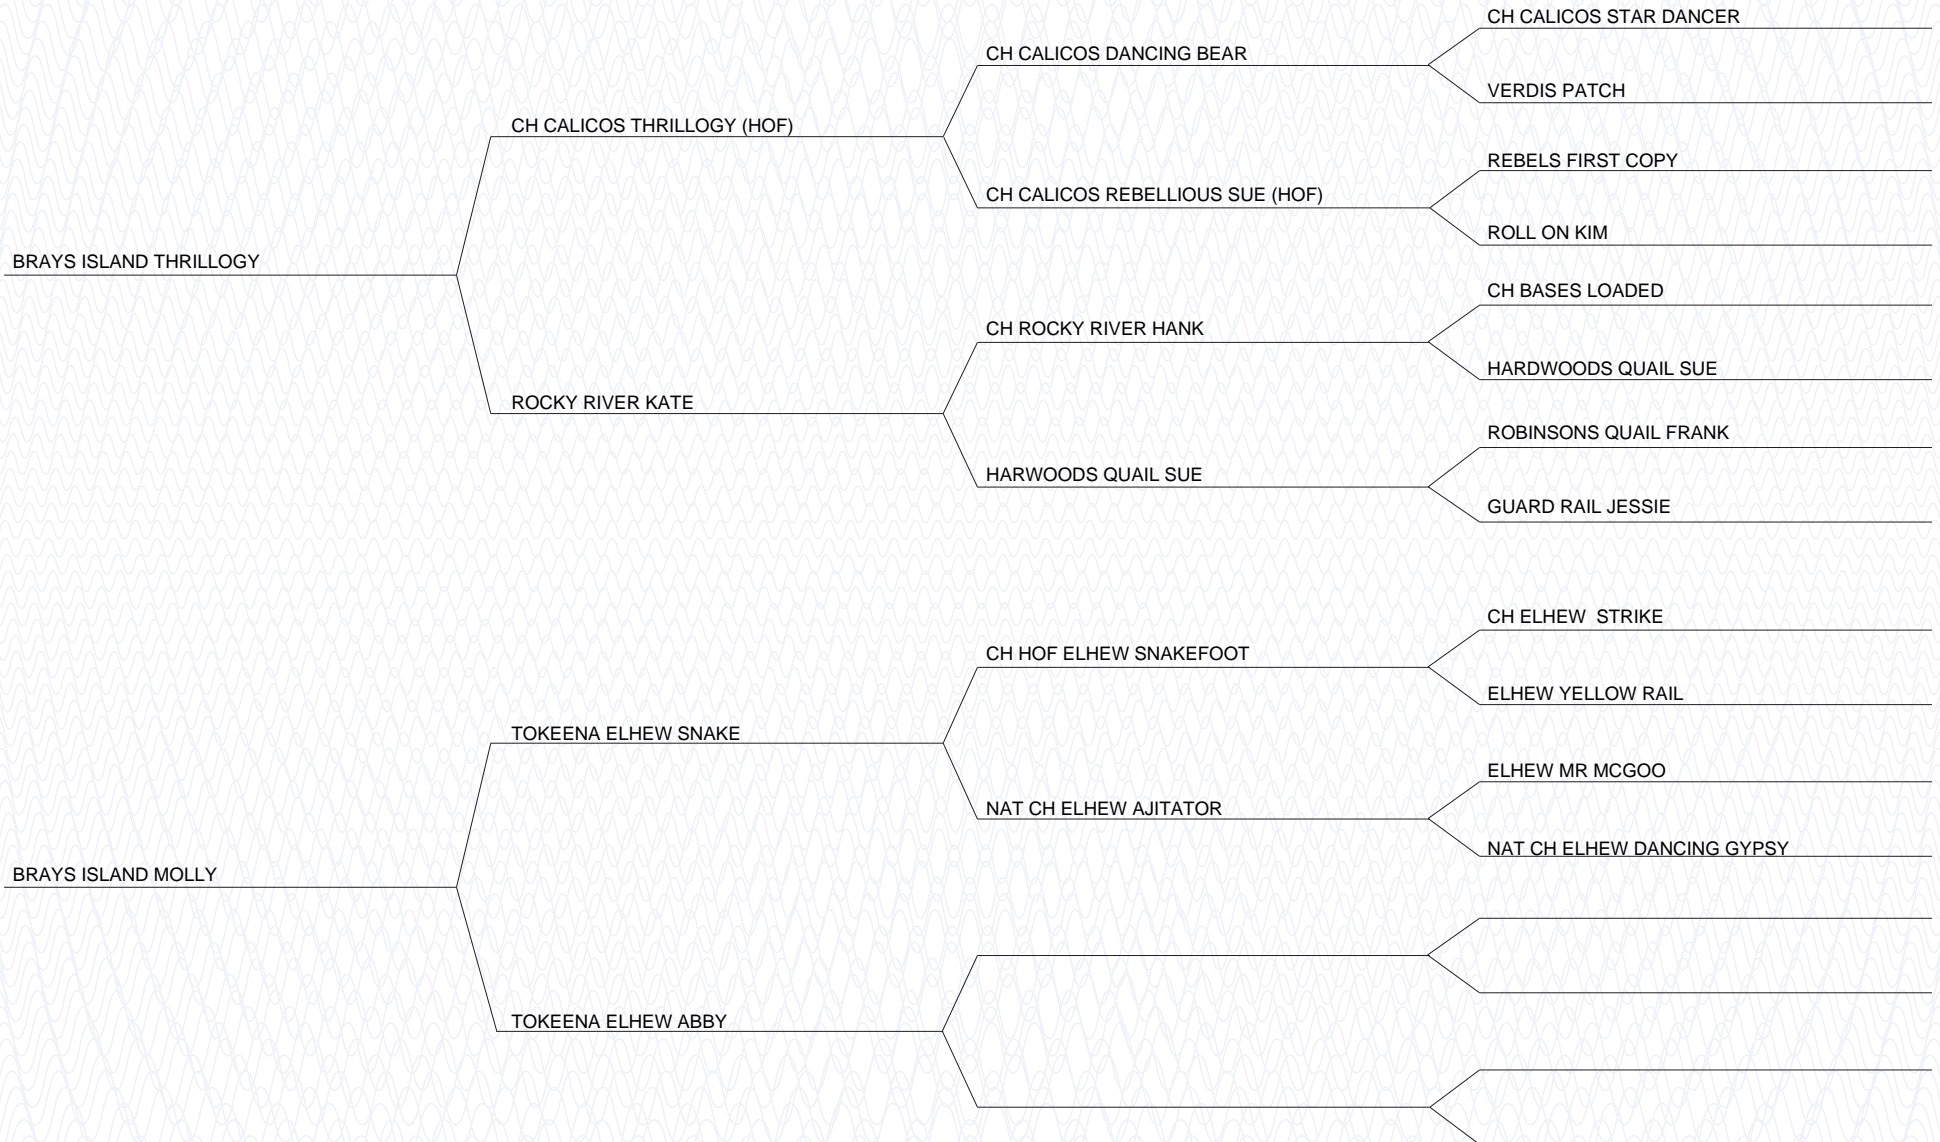 CH CALICOS STAR DANCER
CH CALICOS DANCING BEAR
VERDIS PATCH
CH CALICOS THRILLOGY (HOF)
REBELS FIRST COPY
CH CALICOS REBELLIOUS SUE (HOF)
ROLL ON KIM
BRAYS ISLAND THRILLOGY
CH BASES LOADED
CH ROCKY RIVER HANK
HARDWOODS QUAIL SUE
ROCKY RIVER KATE
ROBINSONS QUAIL FRANK
HARWOODS QUAIL SUE
GUARD RAIL JESSIE
CH ELHEW  STRIKE
CH HOF ELHEW SNAKEFOOT
ELHEW YELLOW RAIL
TOKEENA ELHEW SNAKE
ELHEW MR MCGOO
NAT CH ELHEW AJITATOR
NAT CH ELHEW DANCING GYPSY
BRAYS ISLAND MOLLY
TOKEENA ELHEW ABBY